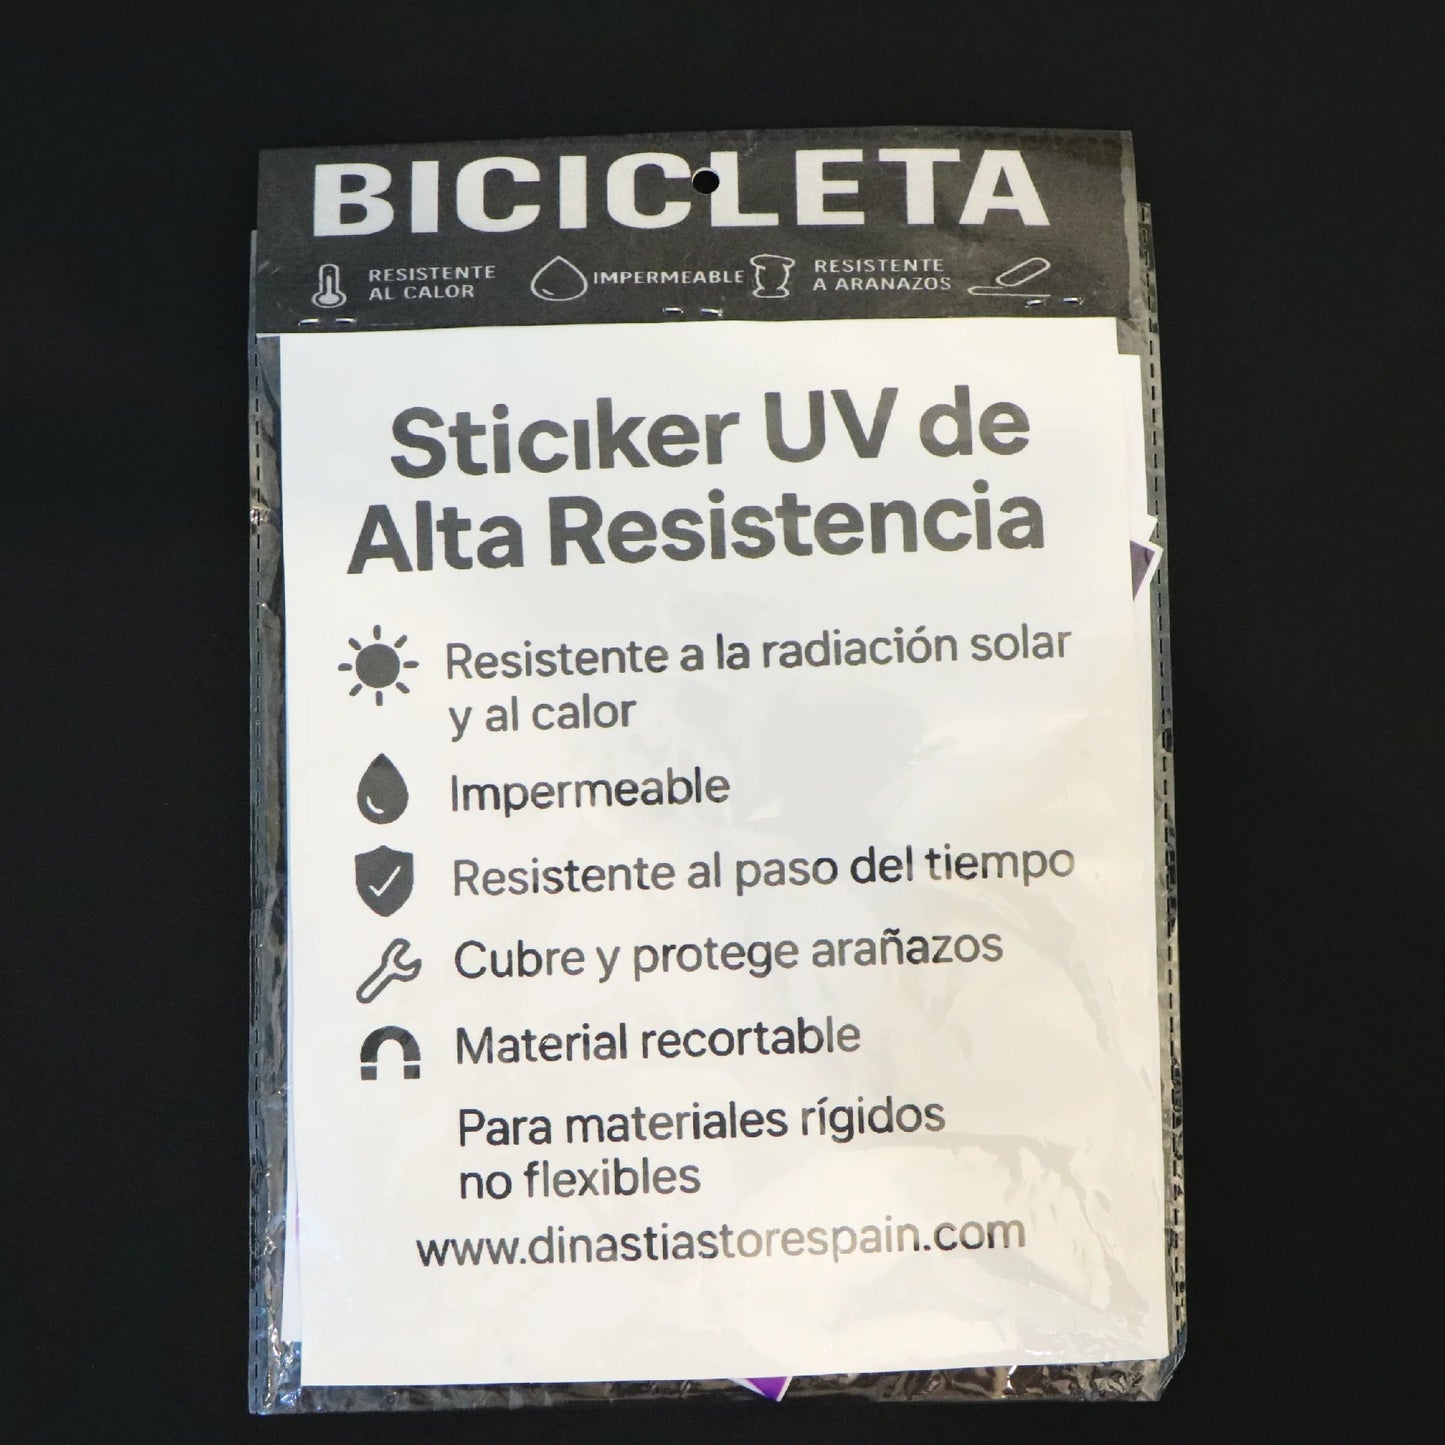 BICICLETA
RESISTENTE
AL CALOR
IMPERMEABLE
RESISTENTE
A ARANAZOS
Sticıker UV de
Alta Resistencia
Resistente a la radiación solar
y al calor
Impermeable
Resistente al paso del tiempo
Cubre y protege arañazos
Material recortable
Para materiales rígidos
no flexibles
www.dinastiastorespain.com